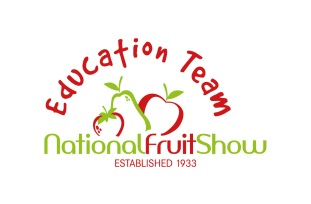 Education Team
NationalFruitShow
ESTABLISHED 1933